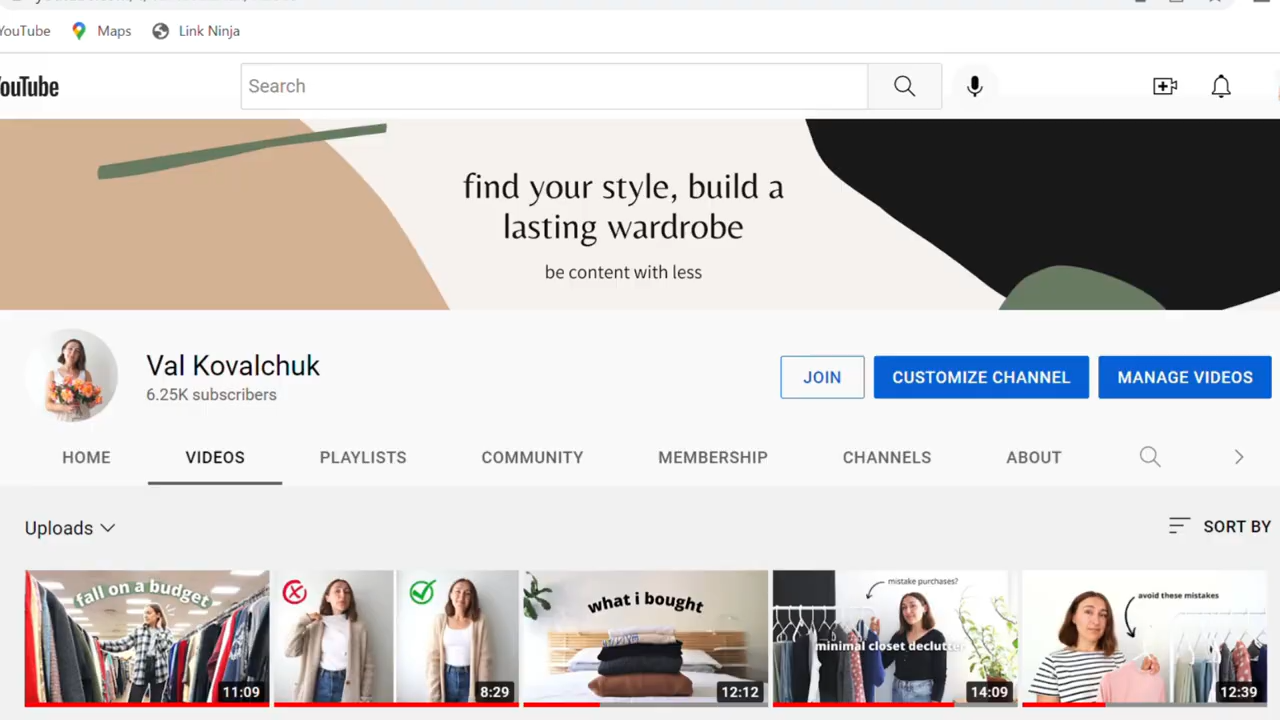 YouTube
Maps
Link Ninja
YouTube
Search
find your style, build a
lasting wardrobe
be content with less
Val Kovalchuk
6.25K subscribers
JOIN
CUSTOMIZE CHANNEL
MANAGE VIDEOS
HOME
VIDEOS
PLAYLISTS
COMMUNITY
MEMBERSHIP
CHANNELS
ABOUT
Uploads
SORT BY
fall on a budget
11:09
8:29
what i bought
12:12
mistake purchases?
minimal closet declutter
14:09
avoid these mistakes
12:39